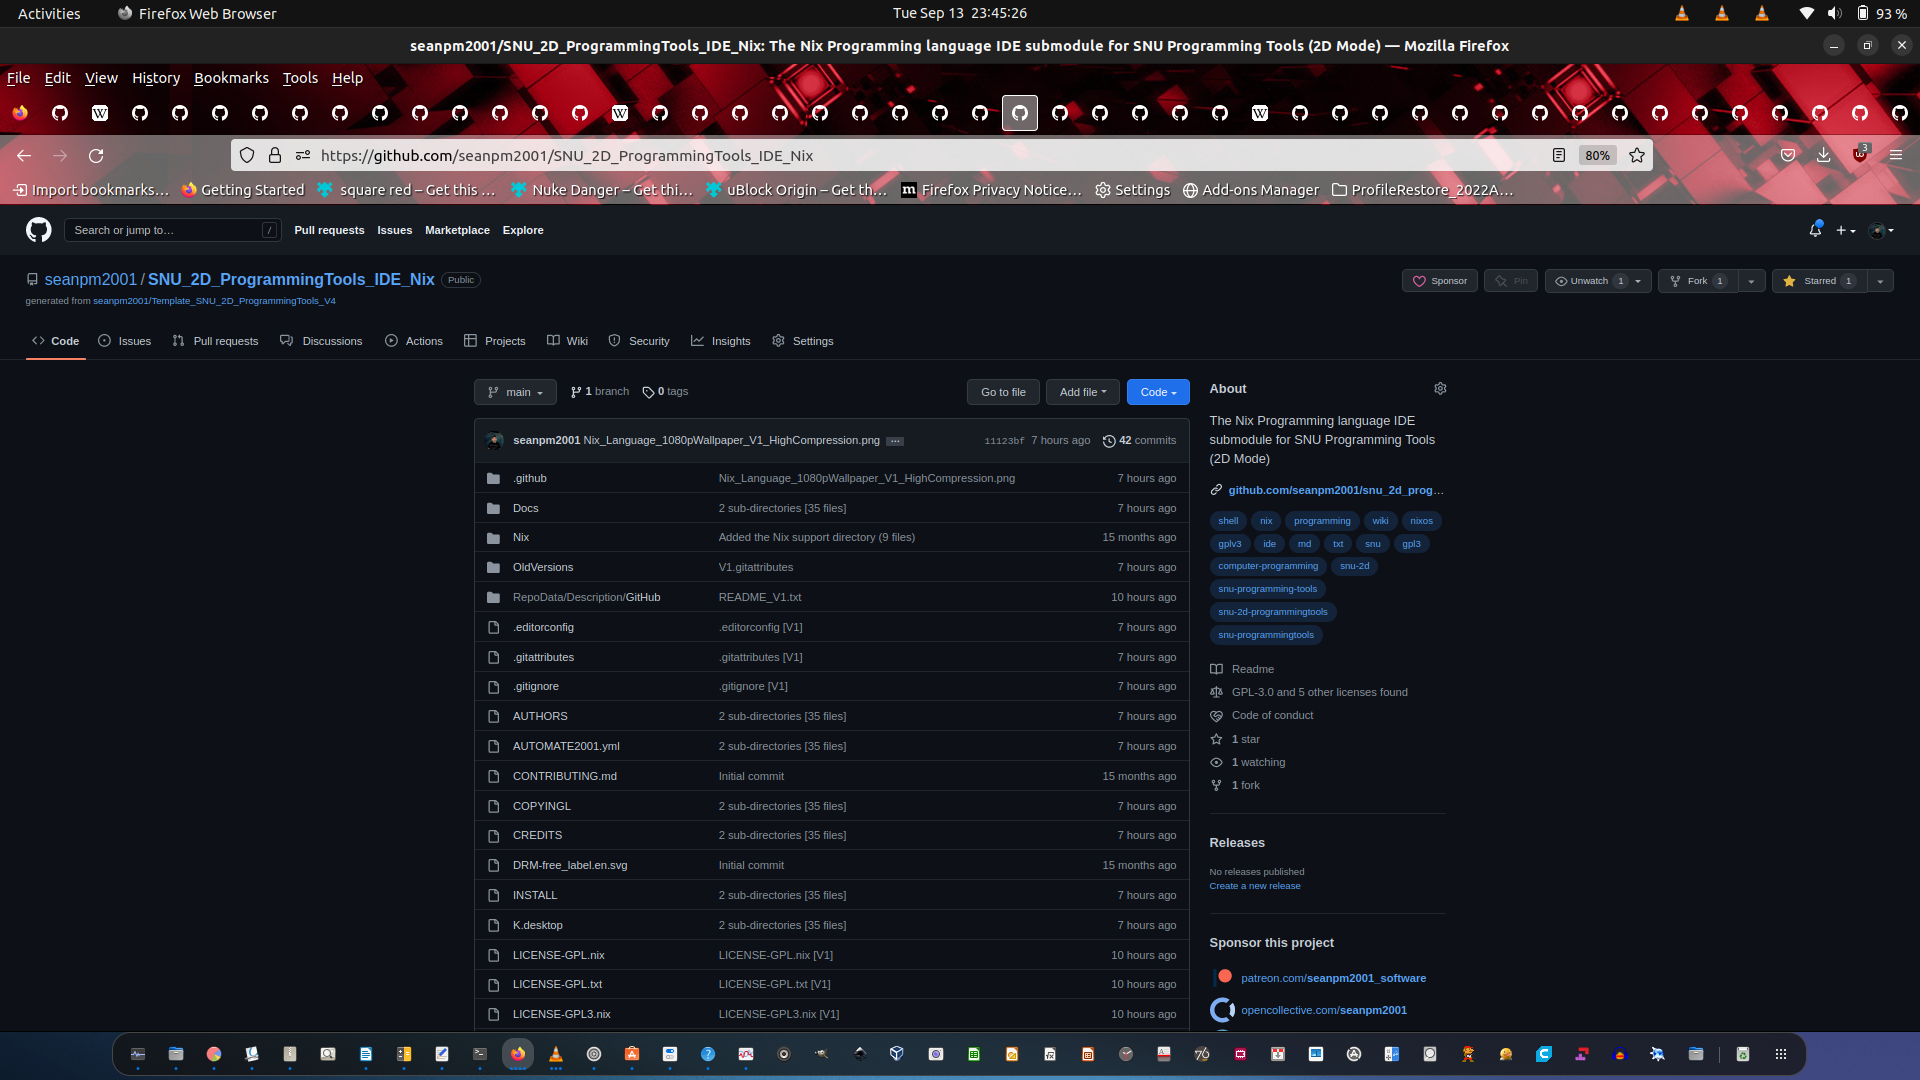 Activities Firefox Web Browser Tue Sep 13 23:45:26 93 %
seanpm2001/SNU_2D_ProgrammingTools_IDE_Nix: The Nix Programming language IDE submodule for SNU Programming Tools (2D Mode) — Mozilla Firefox
File Edit View History Bookmarks Tools Help
https://github.com/seanpm2001/SNU_2D_ProgrammingTools_IDE_Nix 80% 3
Import bookmarks… Getting Started square red – Get this … Nuke Danger – Get thi… uBlock Origin – Get th… Firefox Privacy Notice… Settings Add-ons Manager ProfileRestore_2022A…
Search or jump to… / Pull requests Issues Marketplace Explore
seanpm2001 / SNU_2D_ProgrammingTools_IDE_Nix Public Sponsor Pin Unwatch 1 Fork 1 Starred 1
generated from seanpm2001/Template_SNU_2D_ProgrammingTools_V4
Code Issues Pull requests Discussions Actions Projects Wiki Security Insights Settings
main 1 branch 0 tags Go to file Add file Code
seanpm2001 Nix_Language_1080pWallpaper_V1_HighCompression.png … 11123bf 7 hours ago 42 commits
.github Nix_Language_1080pWallpaper_V1_HighCompression.png 7 hours ago
Docs 2 sub-directories [35 files] 7 hours ago
Nix Added the Nix support directory (9 files) 15 months ago
OldVersions V1.gitattributes 7 hours ago
RepoData/Description/GitHub README_V1.txt 10 hours ago
.editorconfig .editorconfig [V1] 7 hours ago
.gitattributes .gitattributes [V1] 7 hours ago
.gitignore .gitignore [V1] 7 hours ago
AUTHORS 2 sub-directories [35 files] 7 hours ago
AUTOMATE2001.yml 2 sub-directories [35 files] 7 hours ago
CONTRIBUTING.md Initial commit 15 months ago
COPYINGL 2 sub-directories [35 files] 7 hours ago
CREDITS 2 sub-directories [35 files] 7 hours ago
DRM-free_label.en.svg Initial commit 15 months ago
INSTALL 2 sub-directories [35 files] 7 hours ago
K.desktop 2 sub-directories [35 files] 7 hours ago
LICENSE-GPL.nix LICENSE-GPL.nix [V1] 10 hours ago
LICENSE-GPL.txt LICENSE-GPL.txt [V1] 10 hours ago
LICENSE-GPL3.nix LICENSE-GPL3.nix [V1] 10 hours ago
About
The Nix Programming language IDE
submodule for SNU Programming Tools
(2D Mode)
github.com/seanpm2001/snu_2d_prog…
shell nix programming wiki nixos
gplv3 ide md txt snu gpl3
computer-programming snu-2d
snu-programming-tools
snu-2d-programmingtools
snu-programmingtools
Readme
GPL-3.0 and 5 other licenses found
Code of conduct
1 star
1 watching
1 fork
Releases
No releases published
Create a new release
Sponsor this project
patreon.com/seanpm2001_software
opencollective.com/seanpm2001